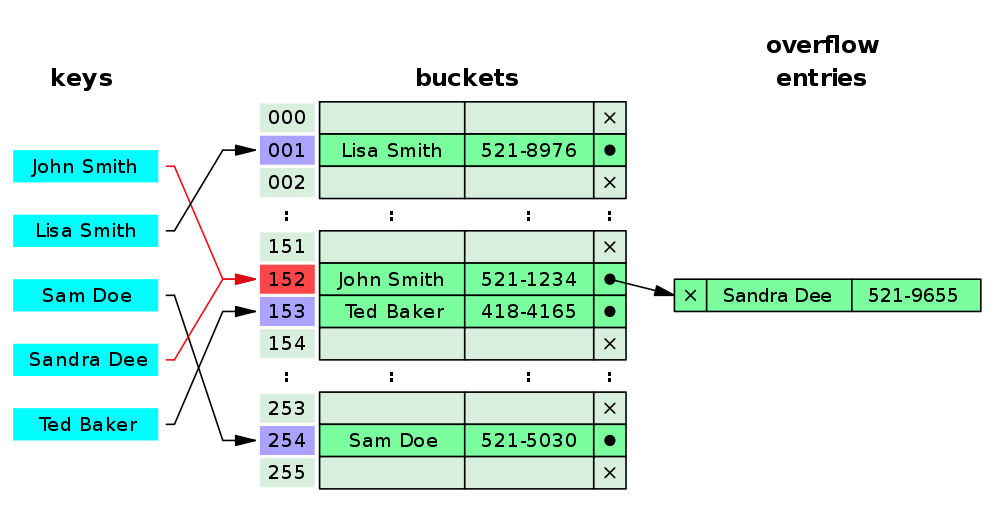 overflow
entries
keys
buckets
000 ×
John Smith
001 Lisa Smith 521-8976 ●
002 ×
Lisa Smith
: : : :
151 ×
Sam Doe
152 John Smith 521-1234 ●
× Sandra Dee 521-9655
153 Ted Baker 418-4165 ●
154 ×
Sandra Dee
: : : :
253 ×
Ted Baker
254 Sam Doe 521-5030 ●
255 ×